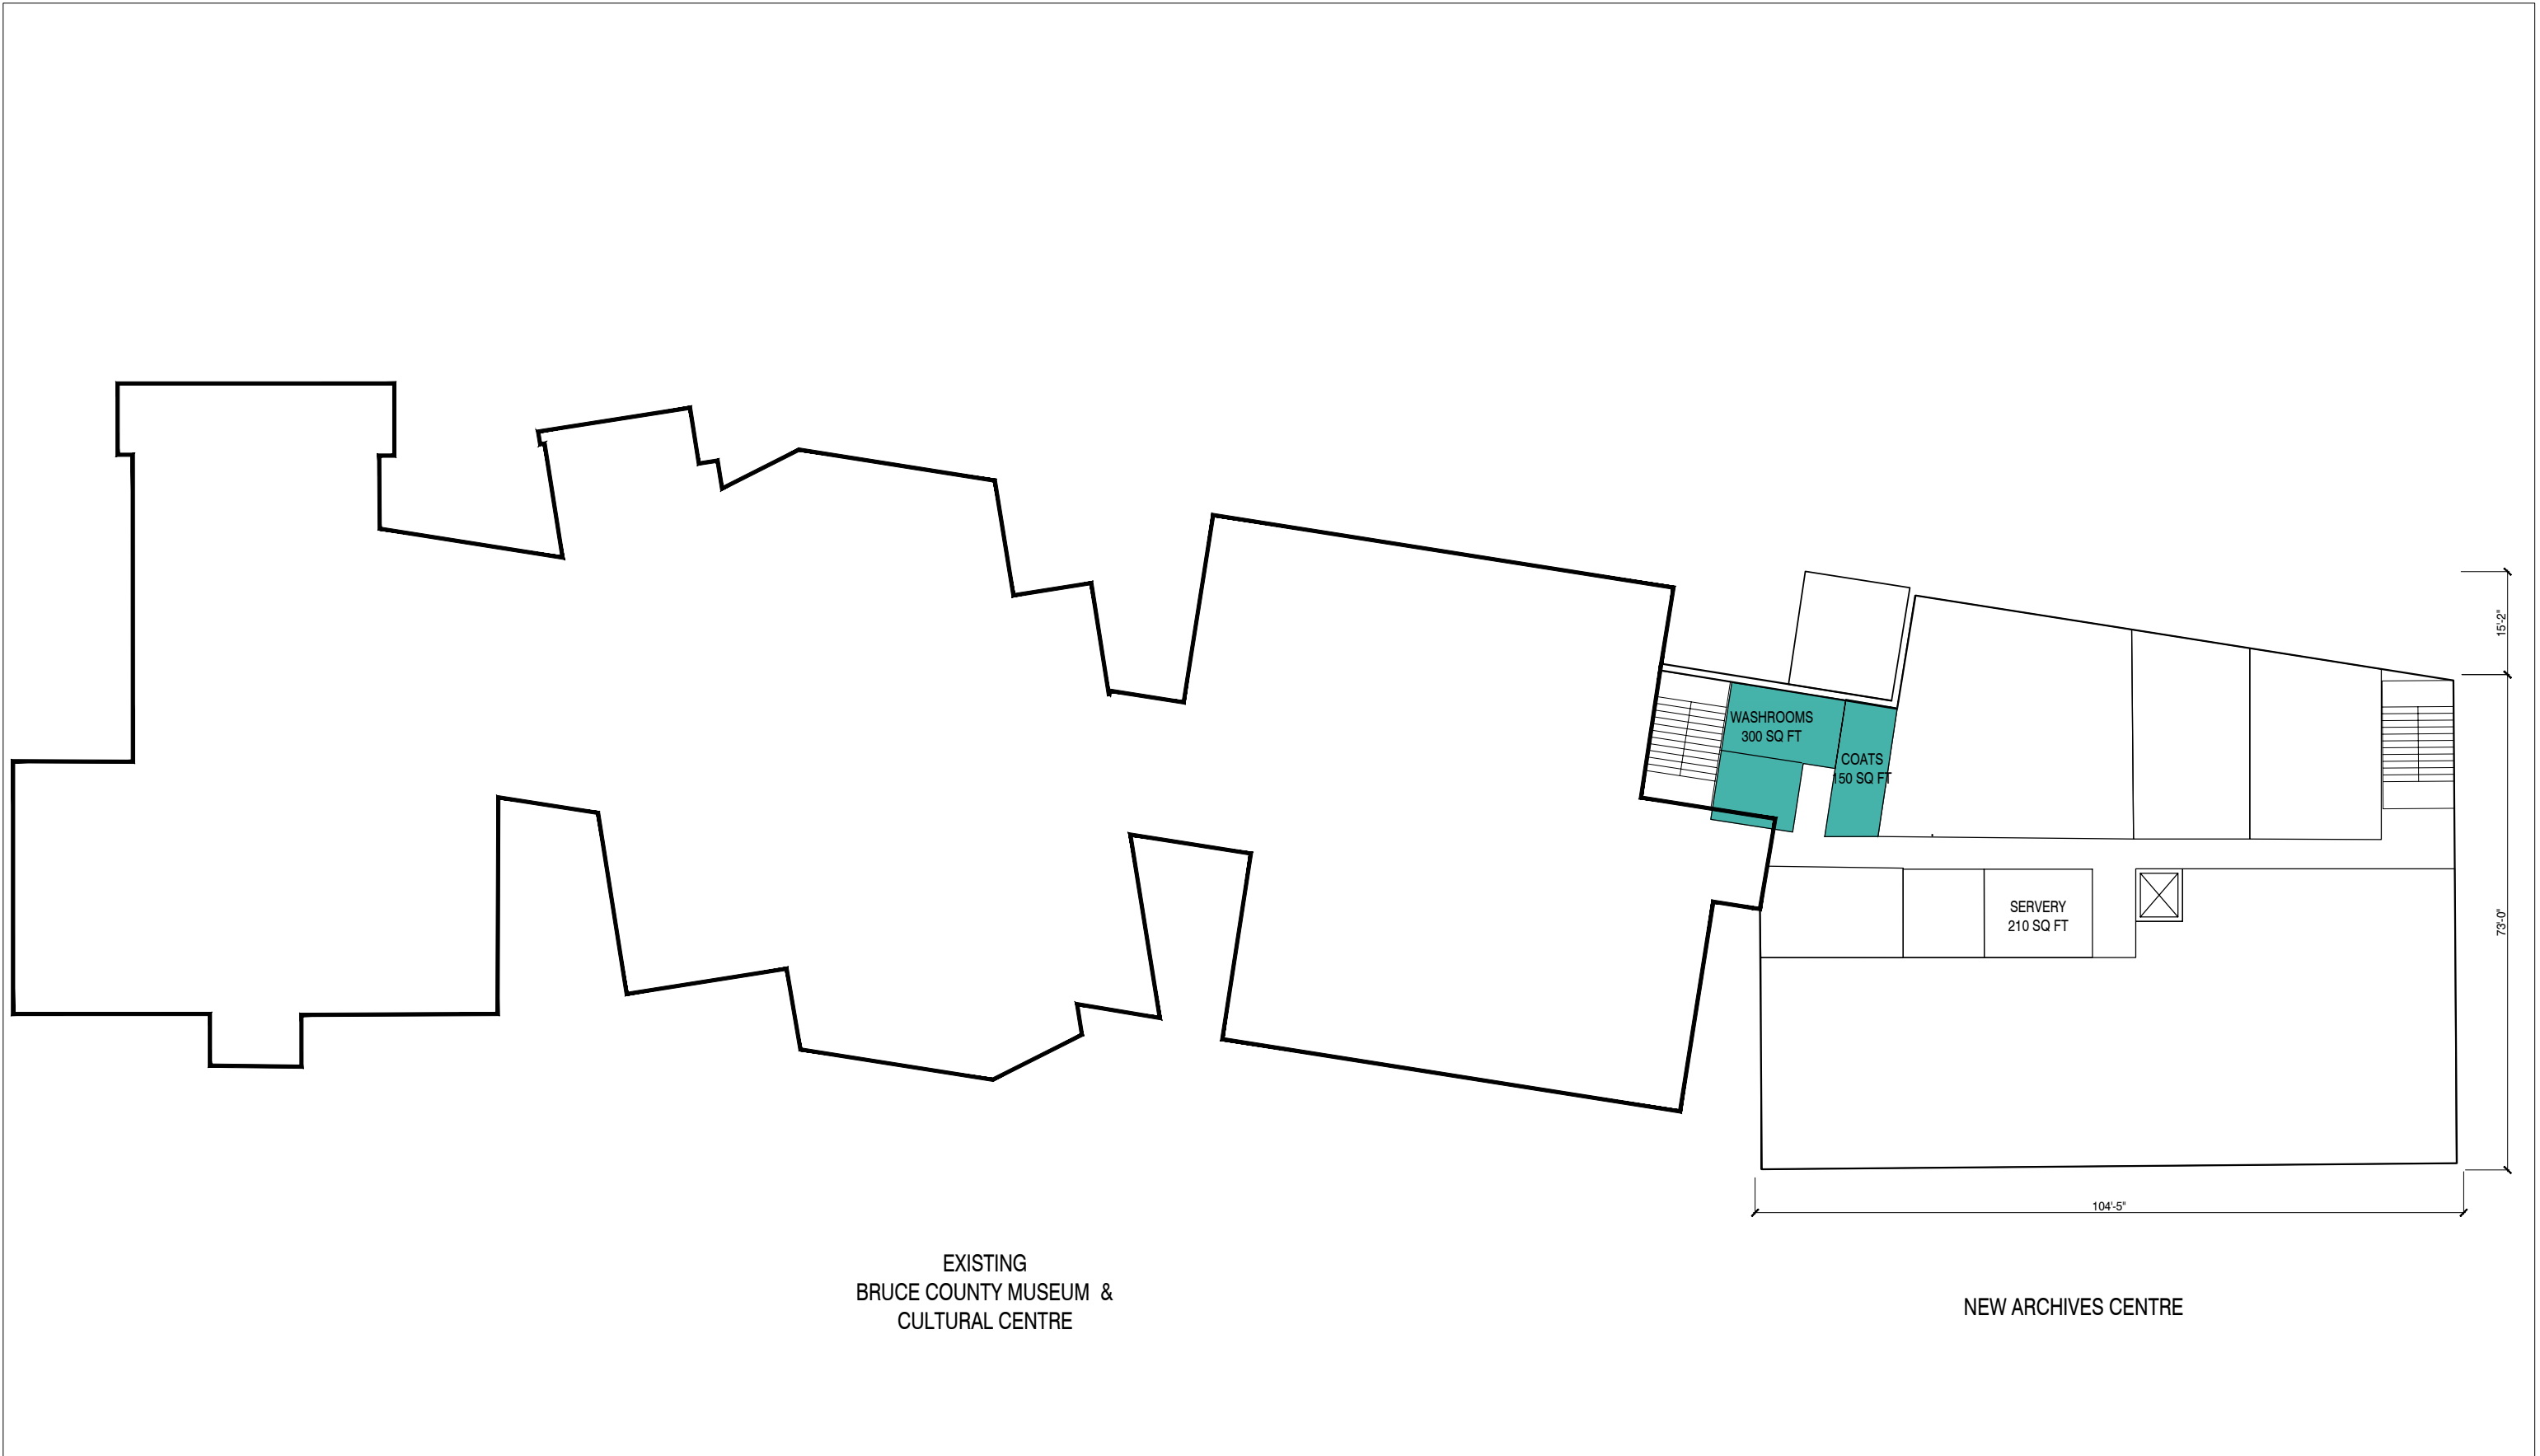 15'-2"
WASHROOMS
300 SQ FT
COATS
150 SQ FT
SERVERY
210 SQ FT
73'-0"
104'-5"
EXISTING
BRUCE COUNTY MUSEUM &
CULTURAL CENTRE
NEW ARCHIVES CENTRE